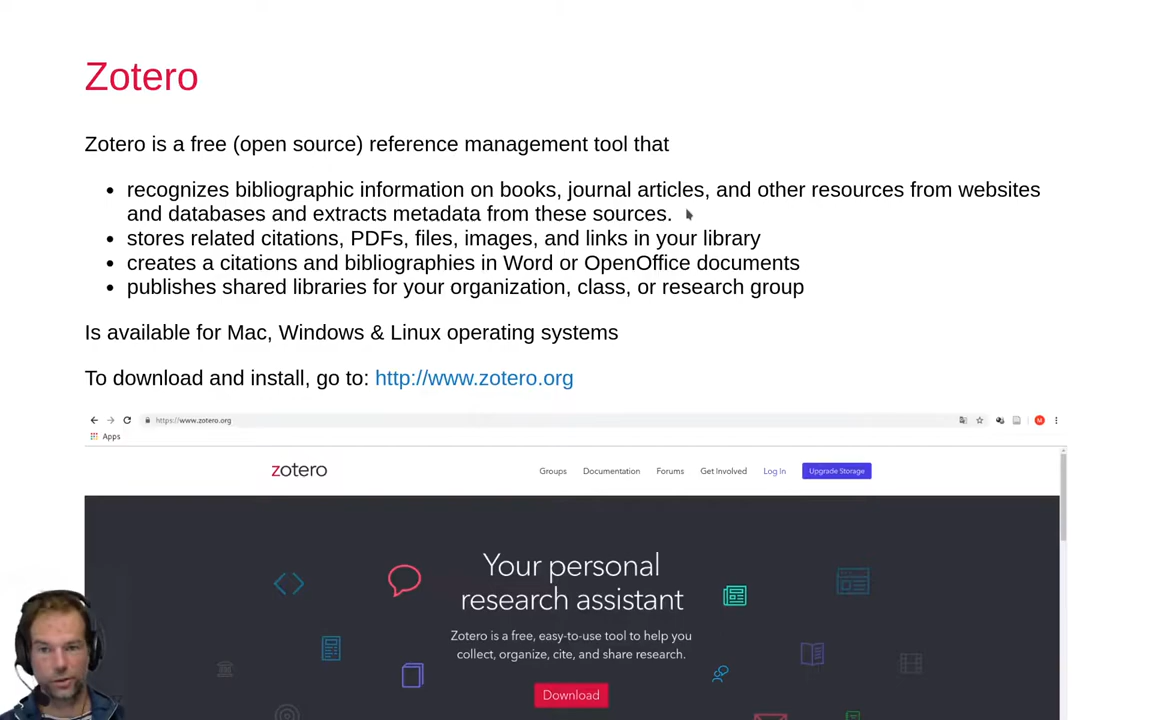 Zotero
Zotero is a free (open source) reference management tool that
• recognizes bibliographic information on books, journal articles, and other resources from websites
and databases and extracts metadata from these sources.
• stores related citations, PDFs, files, images, and links in your library
• creates a citations and bibliographies in Word or OpenOffice documents
• publishes shared libraries for your organization, class, or research group
Is available for Mac, Windows & Linux operating systems
To download and install, go to: http://www.zotero.org
https://www.zotero.org M
Apps
zotero Groups Documentation Forums Get Involved Log In Upgrade Storage
Your personal
research assistant
Zotero is a free, easy-to-use tool to help you
collect, organize, cite, and share research.
Download